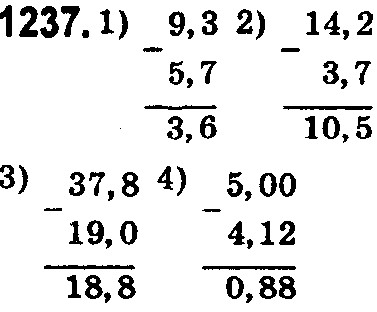 1237. 1) 9,3 2) 14,2
− 5,7 − 3,7
3,6 10,5
3) 37,8 4) 5,00
− 19,0 − 4,12
18,8 0,88